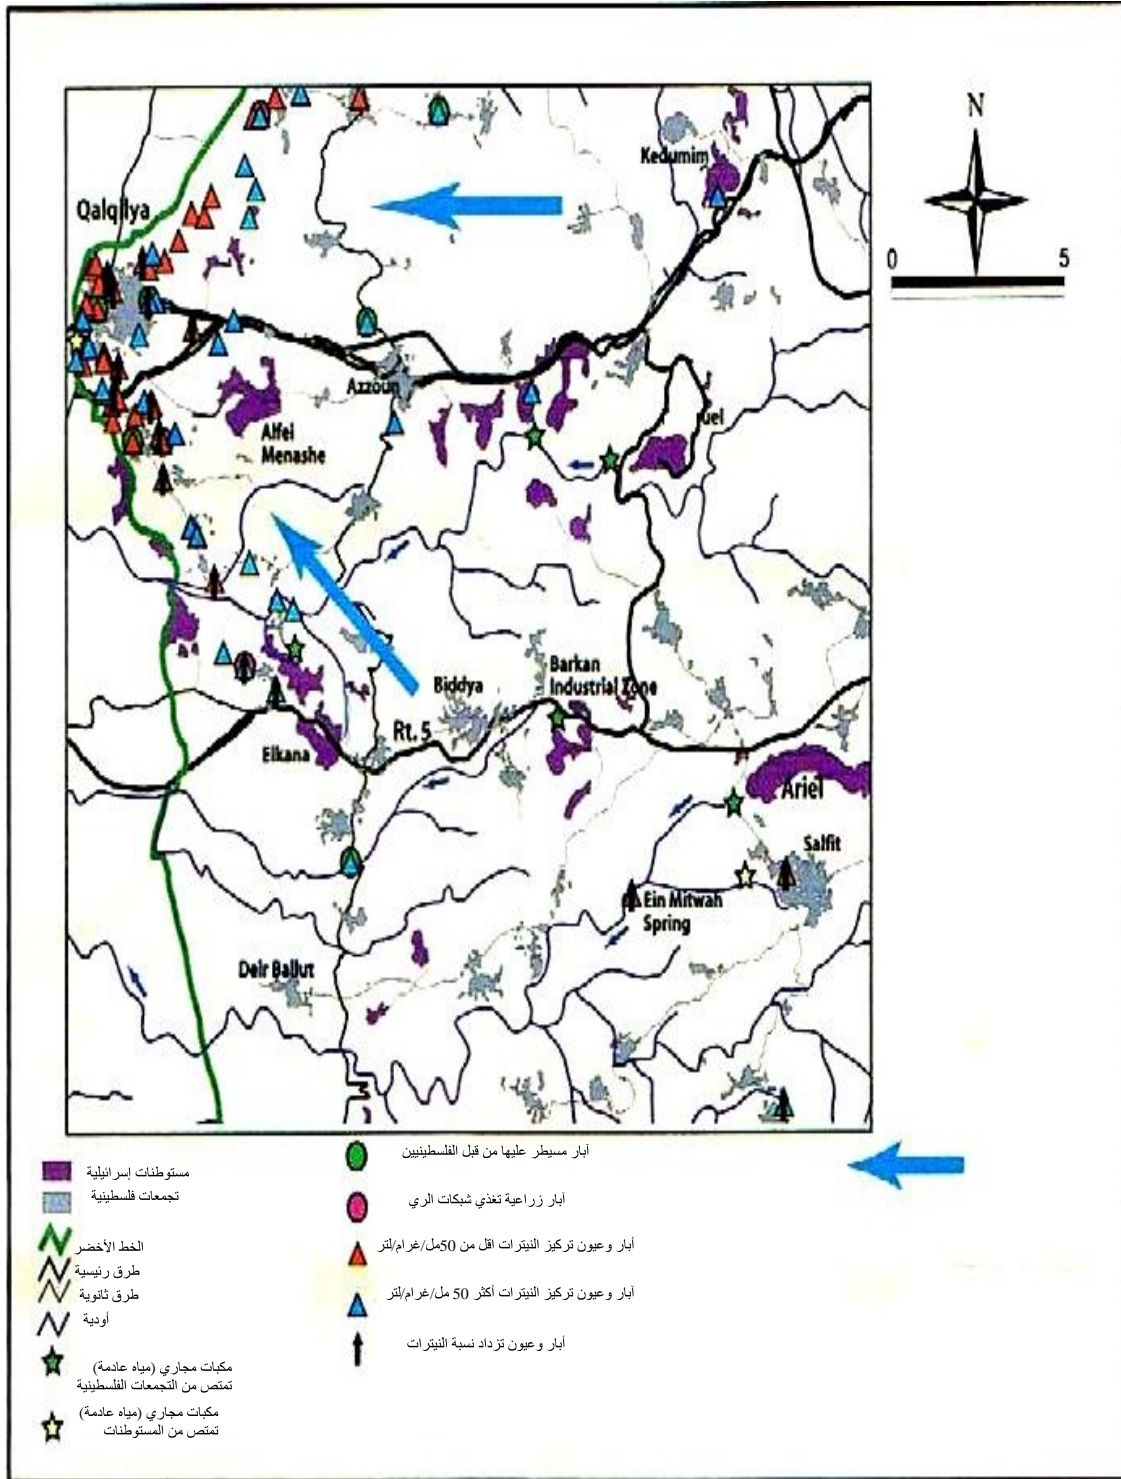 N
0 5
Kedumim
Qalqilya
Azzoun
Alfei
Menashe
uel
Barkan
Industrial Zone
Biddya
Rt. 5
Elkana
Ariel
Salfit
Ein Mitwah
Spring
Deir Ballut
مستوطنات إسرائيلية
تجمعات فلسطينية
الخط الأخضر
طرق رئيسية
طرق ثانوية
أودية
مكبات مجاري (مياه عادمة)
تمتص من التجمعات الفلسطينية
مكبات مجاري (مياه عادمة)
تمتص من المستوطنات
آبار مسيطر عليها من قبل الفلسطينيين
آبار زراعية تغذي شبكات الري
أبار وعيون تركيز النيترات اقل من 50مل/غرام/لتر
آبار وعيون تركيز النيترات أكثر 50 مل/غرام/لتر
آبار وعيون تزداد نسبة النيترات